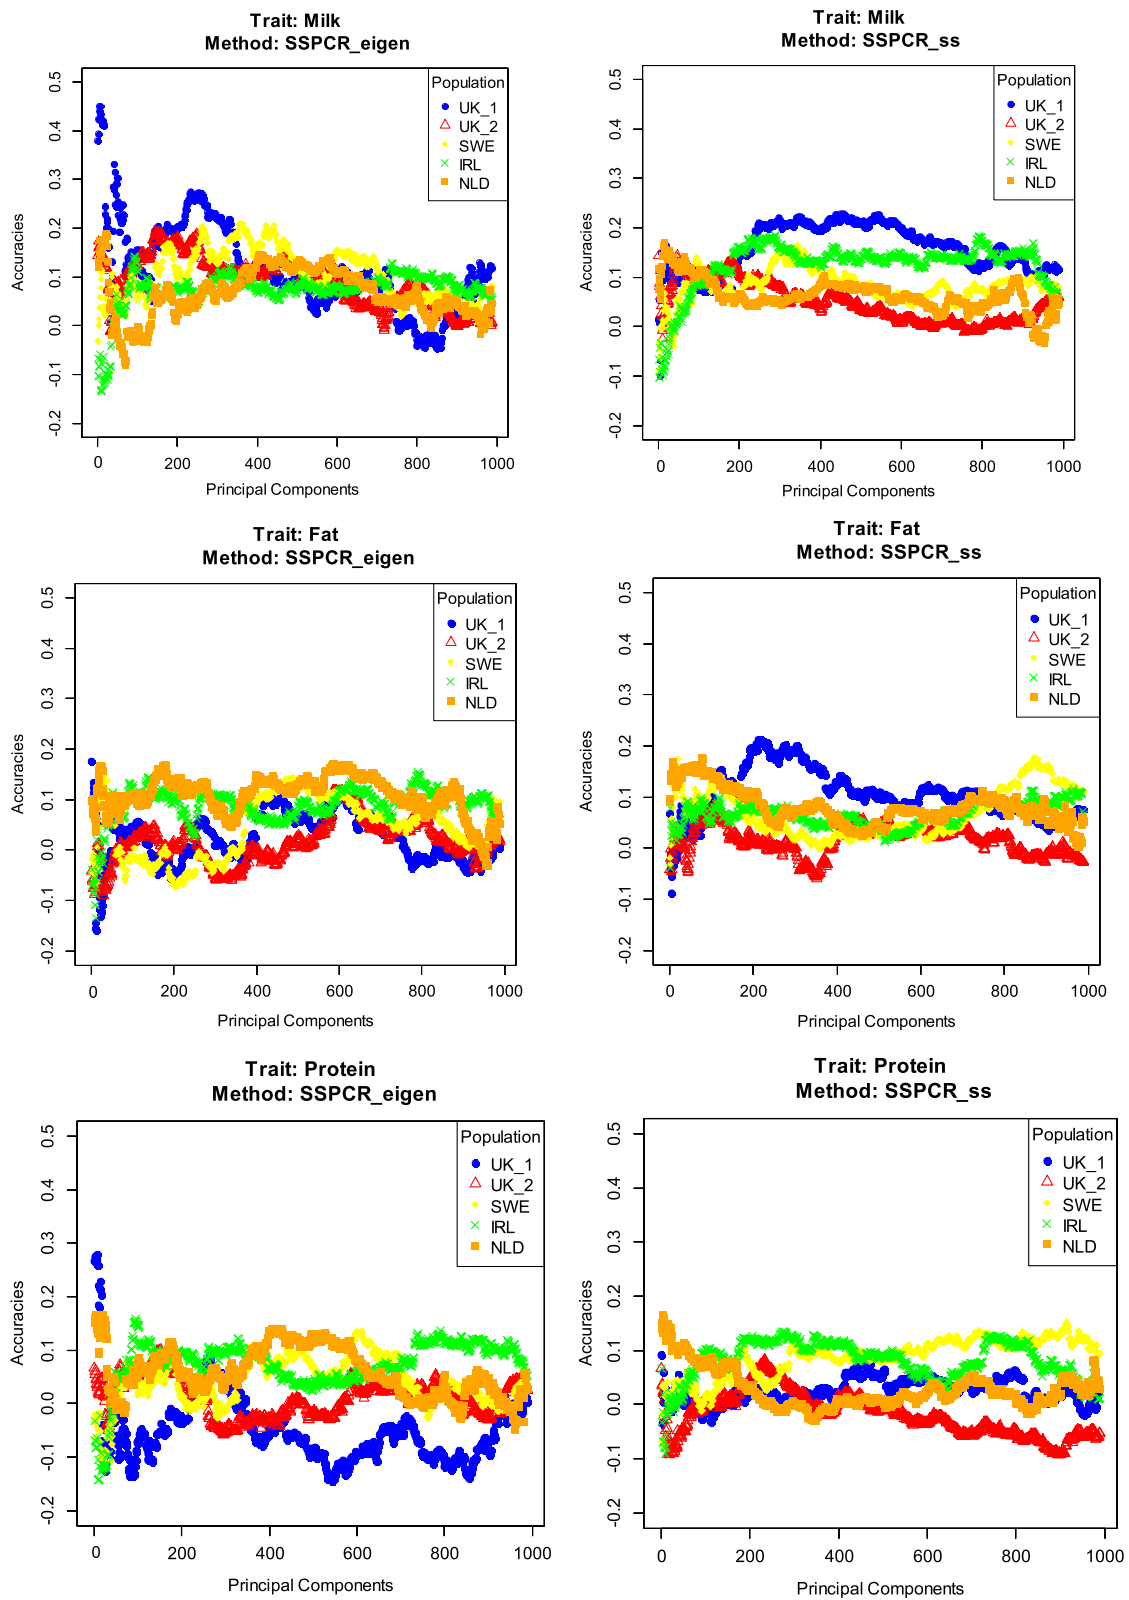 Trait: Milk
Method: SSPCR_eigen
Accuracies
0.5
0.4
0.3
0.2
0.1
0.0
-0.1
-0.2
Population
UK_1
UK_2
SWE
IRL
NLD
0 200 400 600 800 1000
Principal Components
Trait: Milk
Method: SSPCR_ss
Accuracies
0.5
0.4
0.3
0.2
0.1
0.0
-0.1
-0.2
Population
UK_1
UK_2
SWE
IRL
NLD
0 200 400 600 800 1000
Principal Components
Trait: Fat
Method: SSPCR_eigen
Accuracies
0.5
0.4
0.3
0.2
0.1
0.0
-0.1
-0.2
Population
UK_1
UK_2
SWE
IRL
NLD
0 200 400 600 800 1000
Principal Components
Trait: Fat
Method: SSPCR_ss
Accuracies
0.5
0.4
0.3
0.2
0.1
0.0
-0.1
-0.2
Population
UK_1
UK_2
SWE
IRL
NLD
0 200 400 600 800 1000
Principal Components
Trait: Protein
Method: SSPCR_eigen
Accuracies
0.5
0.4
0.3
0.2
0.1
0.0
-0.1
-0.2
Population
UK_1
UK_2
SWE
IRL
NLD
0 200 400 600 800 1000
Principal Components
Trait: Protein
Method: SSPCR_ss
Accuracies
0.5
0.4
0.3
0.2
0.1
0.0
-0.1
-0.2
Population
UK_1
UK_2
SWE
IRL
NLD
0 200 400 600 800 1000
Principal Components